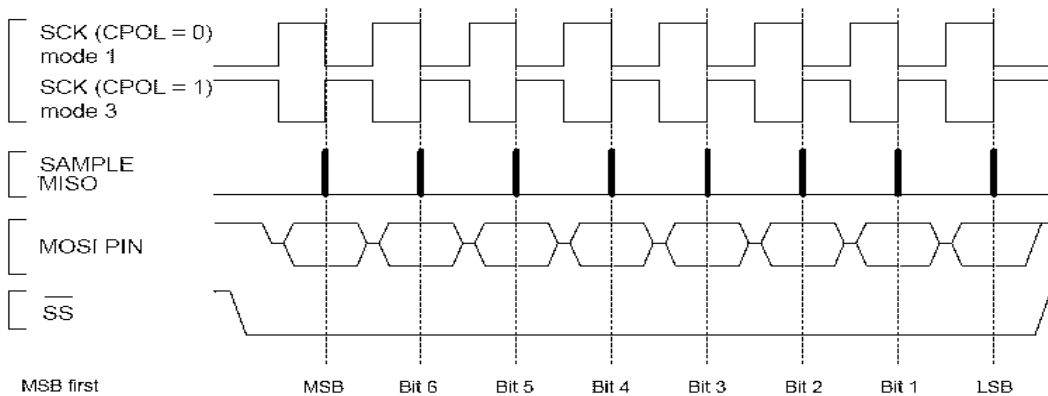 SCK (CPOL = 0)
mode 1
SCK (CPOL = 1)
mode 3
SAMPLE
MISO
MOSI PIN
SS
MSB first MSB Bit 6 Bit 5 Bit 4 Bit 3 Bit 2 Bit 1 LSB